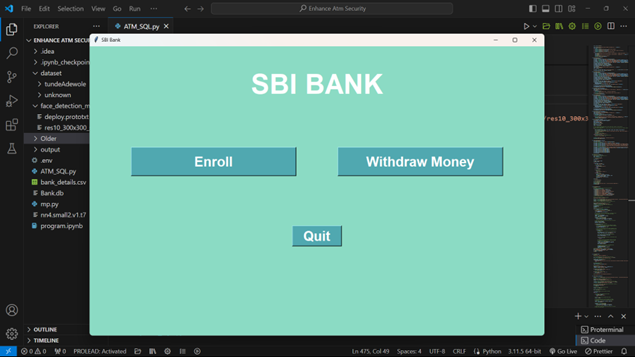 File Edit Selection View Go Run ··· Enhance Atm Security
EXPLORER ··· ATM_SQL.py
ENHANCE ATM SECUR
.idea
.ipynb_checkpoin
dataset
tundeAdewole
unknown
face_detection_m
deploy.prototxt
res10_300x300_
Older
output
.env
ATM_SQL.py
bank_details.csv
Bank.db
mp.py
nn4.small2.v1.t7
program.ipynb
OUTLINE
TIMELINE
SBI Bank
SBI BANK
Enroll Withdraw Money
Quit
/res10_300x3
Proterminal
Code
0 0 0 PROLEAD: Activated Ln 475, Col 49 Spaces: 4 UTF-8 CRLF Python 3.11.5 64-bit Go Live Prettier